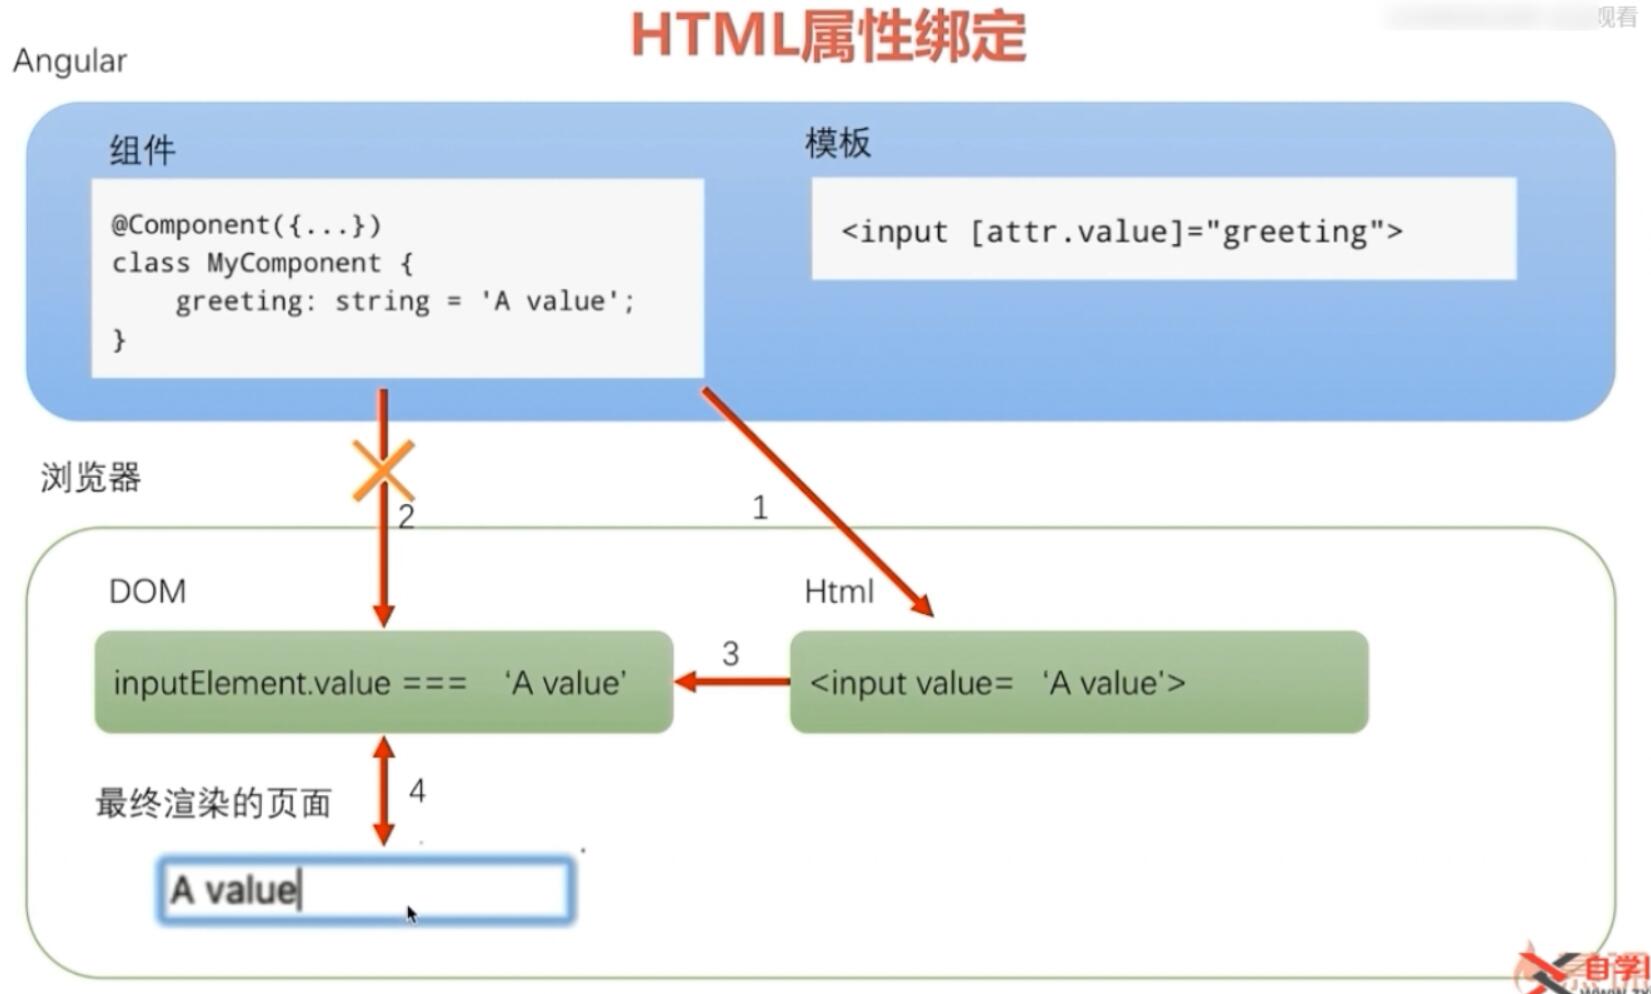 HTML属性绑定
观看
Angular
组件
模板
@Component({...})
class MyComponent {
greeting: string = 'A value';
}
<input [attr.value]="greeting">
浏览器
2
1
DOM
Html
inputElement.value === ‘A value’
3
<input value= ‘A value’>
最终渲染的页面
4
A value
自学